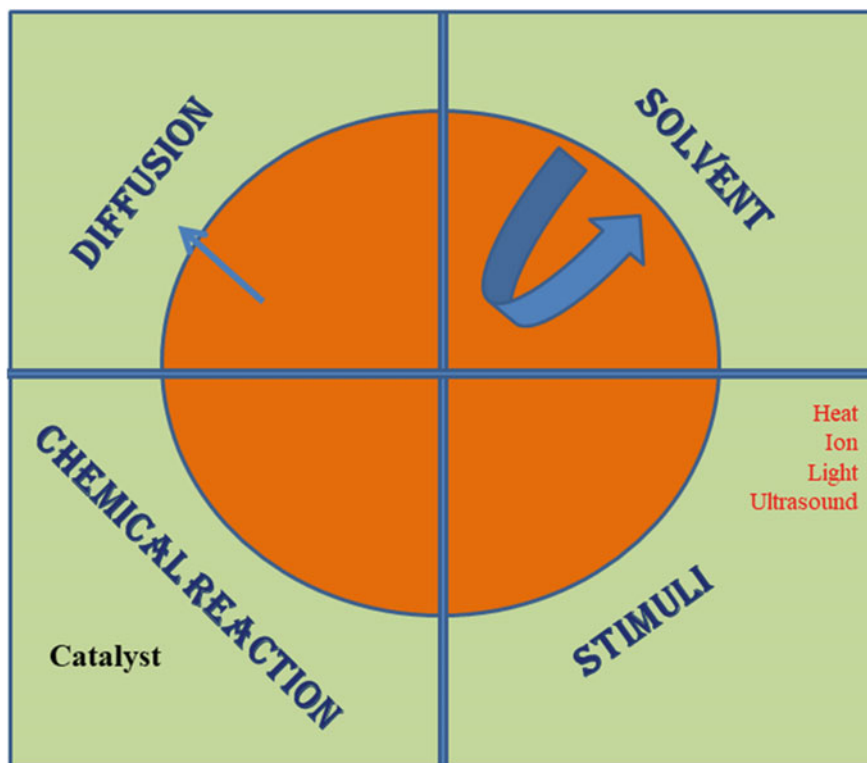 DIFFUSION
SOLVENT
CHEMICAL REACTION
Catalyst
STIMULI
Heat
Ion
Light
Ultrasound